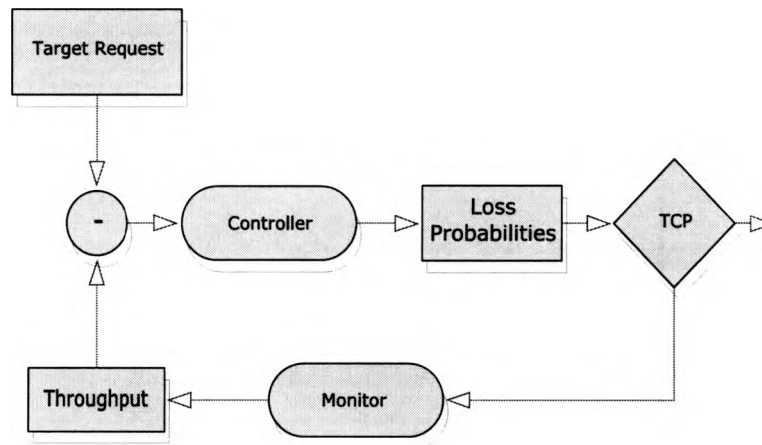 Target Request
-
Controller
Loss
Probabilities
TCP
Throughput
Monitor